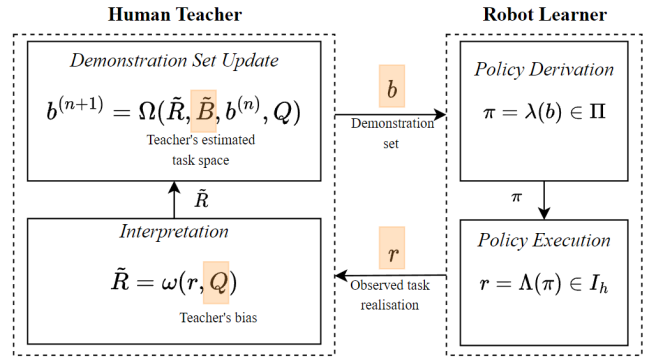 Human Teacher
Demonstration Set Update
b^{(n+1)} = Ω(R̃, B̃, b^{(n)}, Q)
Teacher's estimated
task space
R̃
Interpretation
R̃ = ω(r, Q)
Teacher's bias
b
Demonstration
set
r
Observed task
realisation
Robot Learner
Policy Derivation
π = λ(b) ∈ Π
π
Policy Execution
r = Λ(π) ∈ I_h